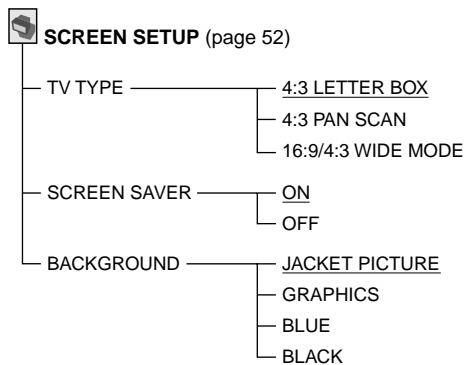 SCREEN SETUP (page 52)
TV TYPE
4:3 LETTER BOX
4:3 PAN SCAN
16:9/4:3 WIDE MODE
SCREEN SAVER
ON
OFF
BACKGROUND
JACKET PICTURE
GRAPHICS
BLUE
BLACK